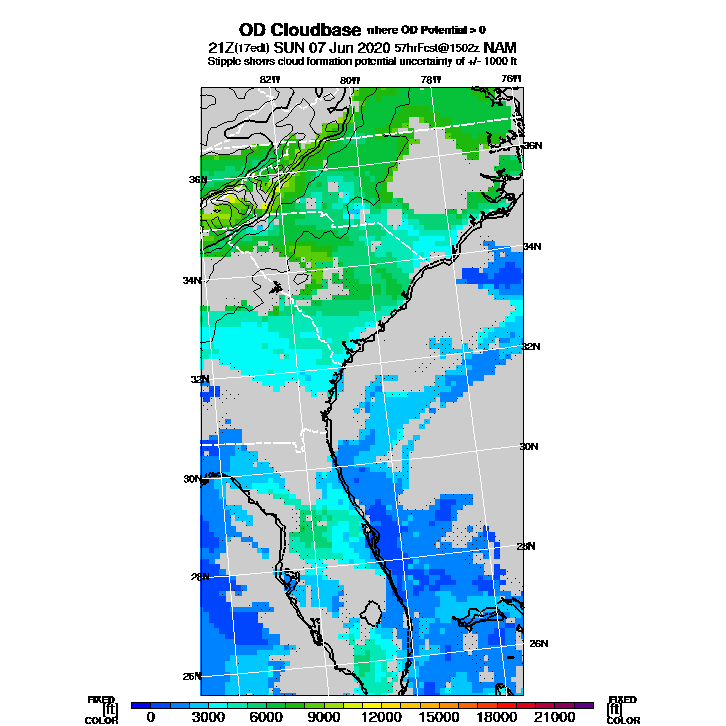 OD Cloudbase where OD Potential > 0
21Z(17edt) SUN 07 Jun 2020 57hrFcst@1502z NAM
Stipple shows cloud formation potential uncertainty of +/- 1000 ft
82W 80W 78W 76W
36N
36N
34N
34N
32N
32N
30N
30N
28N
28N
26N
26N
FIXED FIXED
[ft] [ft]
COLOR 0 3000 6000 9000 12000 15000 18000 21000 COLOR